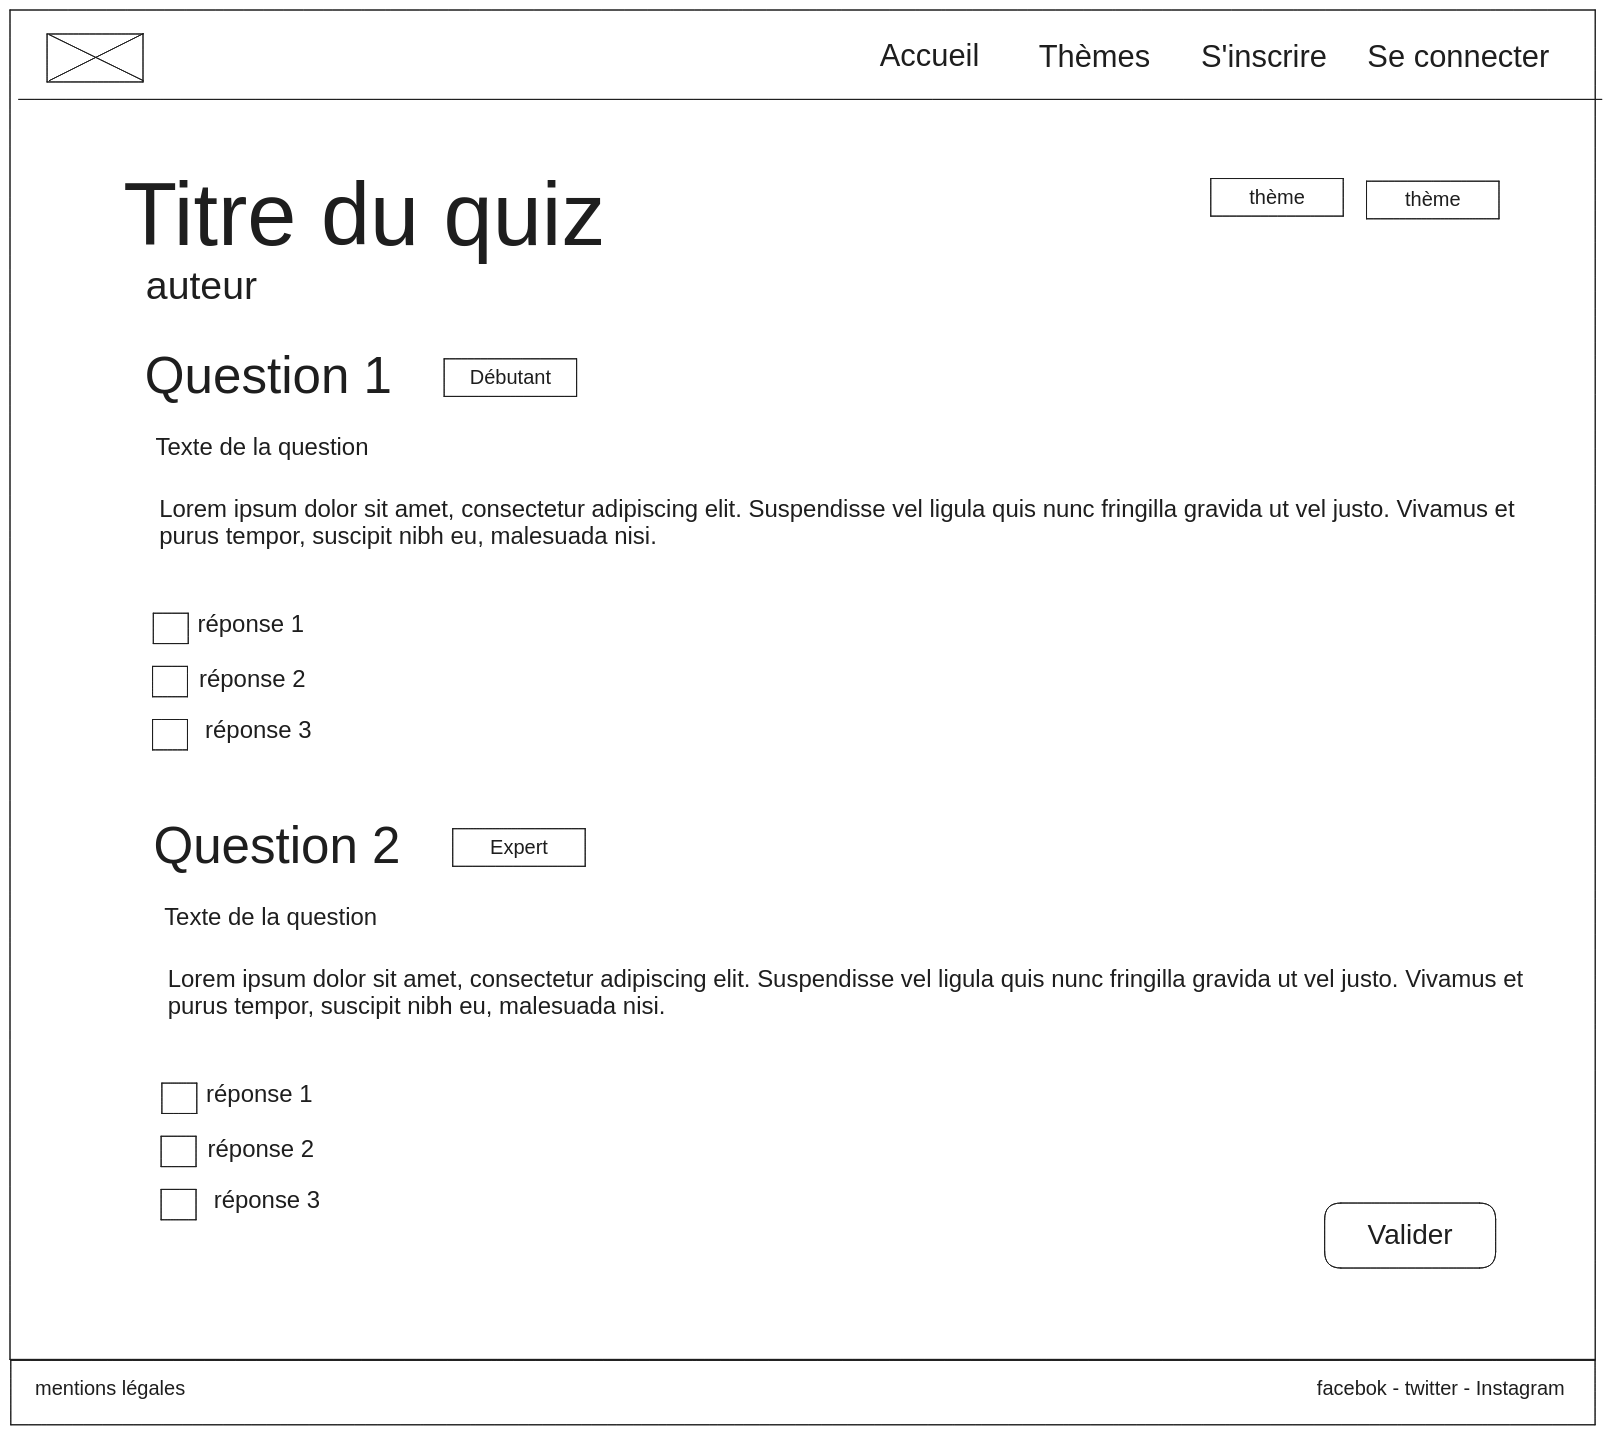 Accueil Thèmes S'inscrire Se connecter
Titre du quiz
thème thème
auteur
Question 1 Débutant
Texte de la question
Lorem ipsum dolor sit amet, consectetur adipiscing elit. Suspendisse vel ligula quis nunc fringilla gravida ut vel justo. Vivamus et
purus tempor, suscipit nibh eu, malesuada nisi.
réponse 1
réponse 2
réponse 3
Question 2 Expert
Texte de la question
Lorem ipsum dolor sit amet, consectetur adipiscing elit. Suspendisse vel ligula quis nunc fringilla gravida ut vel justo. Vivamus et
purus tempor, suscipit nibh eu, malesuada nisi.
réponse 1
réponse 2
réponse 3
Valider
mentions légales facebok - twitter - Instagram